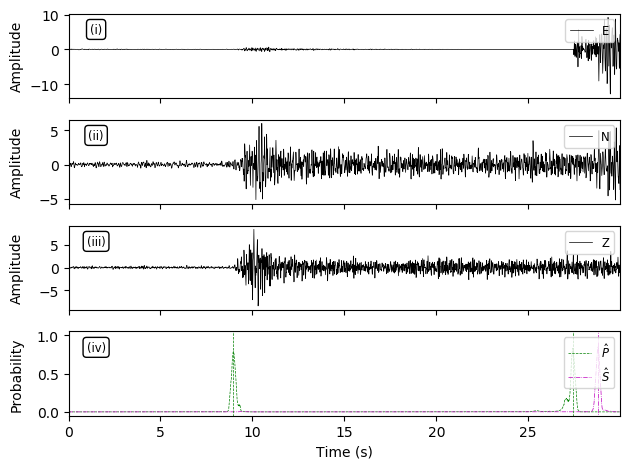 10
0
−10
Amplitude
(i)
E
5
0
−5
Amplitude
(ii)
N
5
0
−5
Amplitude
(iii)
Z
1.0
0.5
0.0
Probability
(iv)
P̂
Ŝ
0 5 10 15 20 25
Time (s)